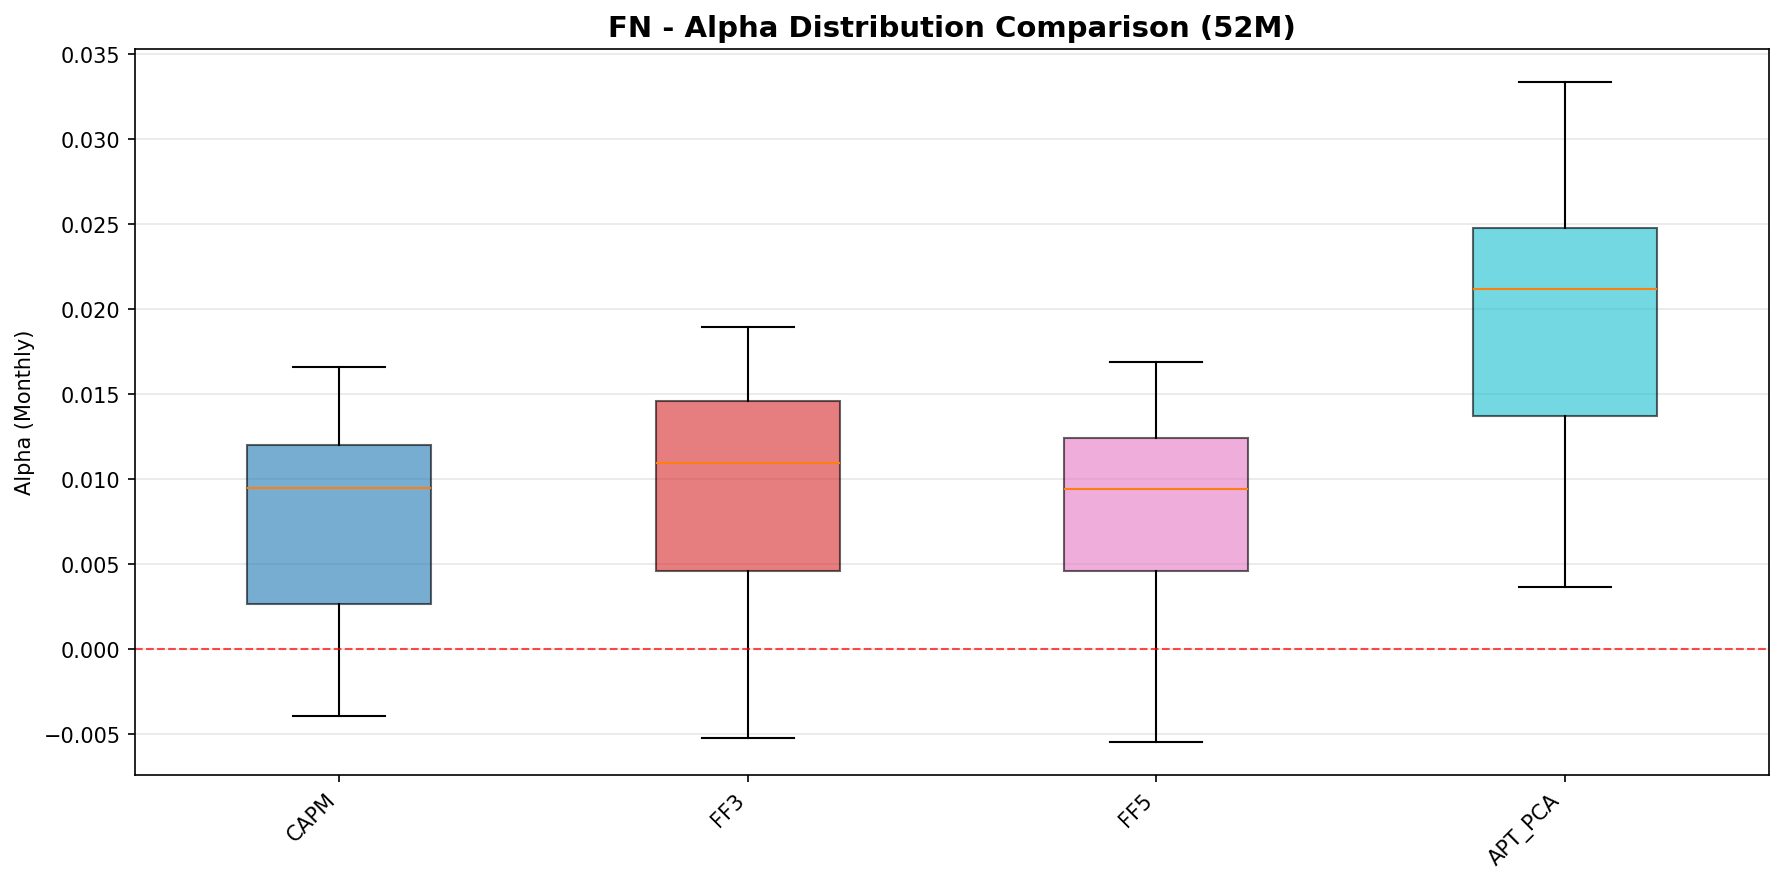 FN - Alpha Distribution Comparison (52M)
Alpha (Monthly)
0.035
0.030
0.025
0.020
0.015
0.010
0.005
0.000
−0.005
CAPM
FF3
FF5
APT_PCA